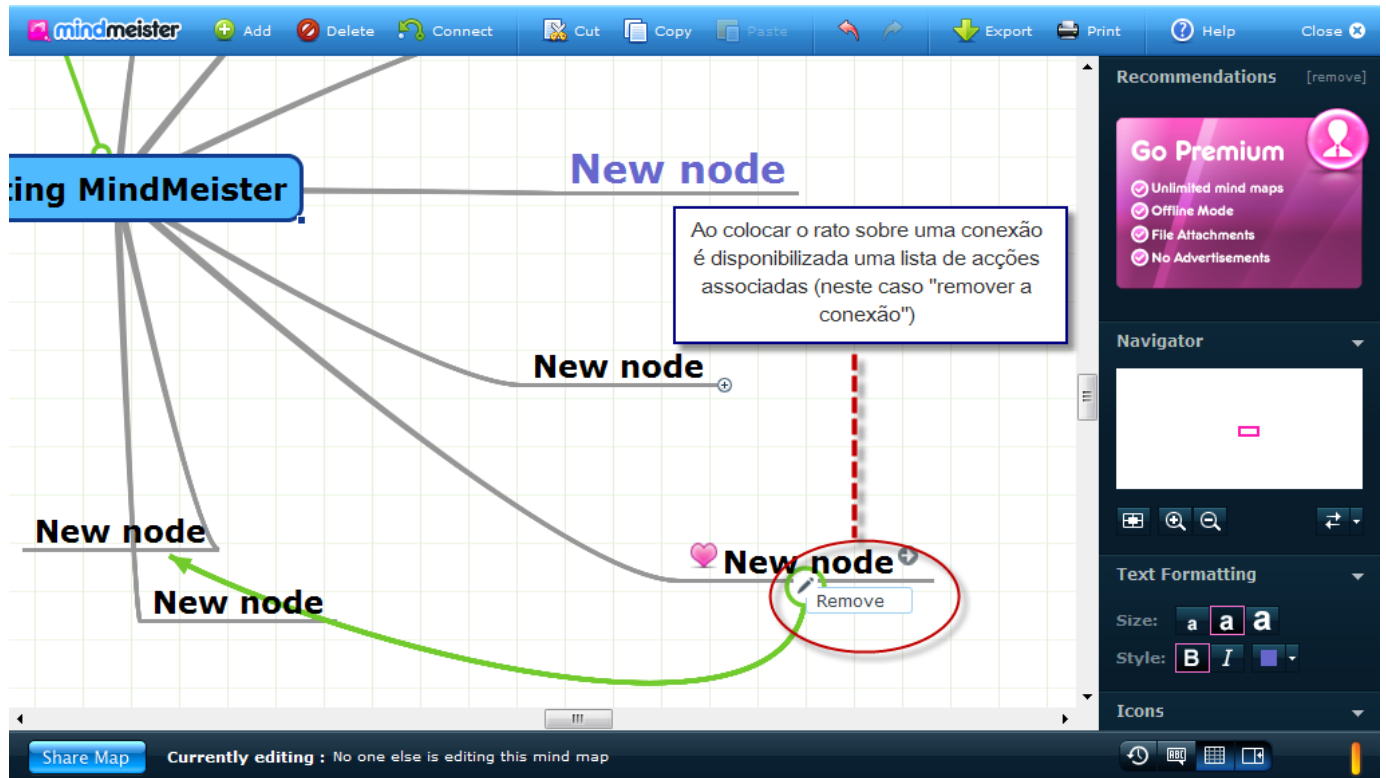 mindmeister Add Delete Connect Cut Copy Paste Export Print Help Close
Recommendations [remove]
Go Premium
Unlimited mind maps
Offline Mode
File Attachments
No Advertisements
ting MindMeister
New node
Ao colocar o rato sobre uma conexão
é disponibilizada uma lista de acções
associadas (neste caso "remover a
conexão")
Navigator
New node
New node
New node
Remove
New node
Text Formatting
Size: a a a
Style: B I
Icons
Share Map Currently editing : No one else is editing this mind map
ABC